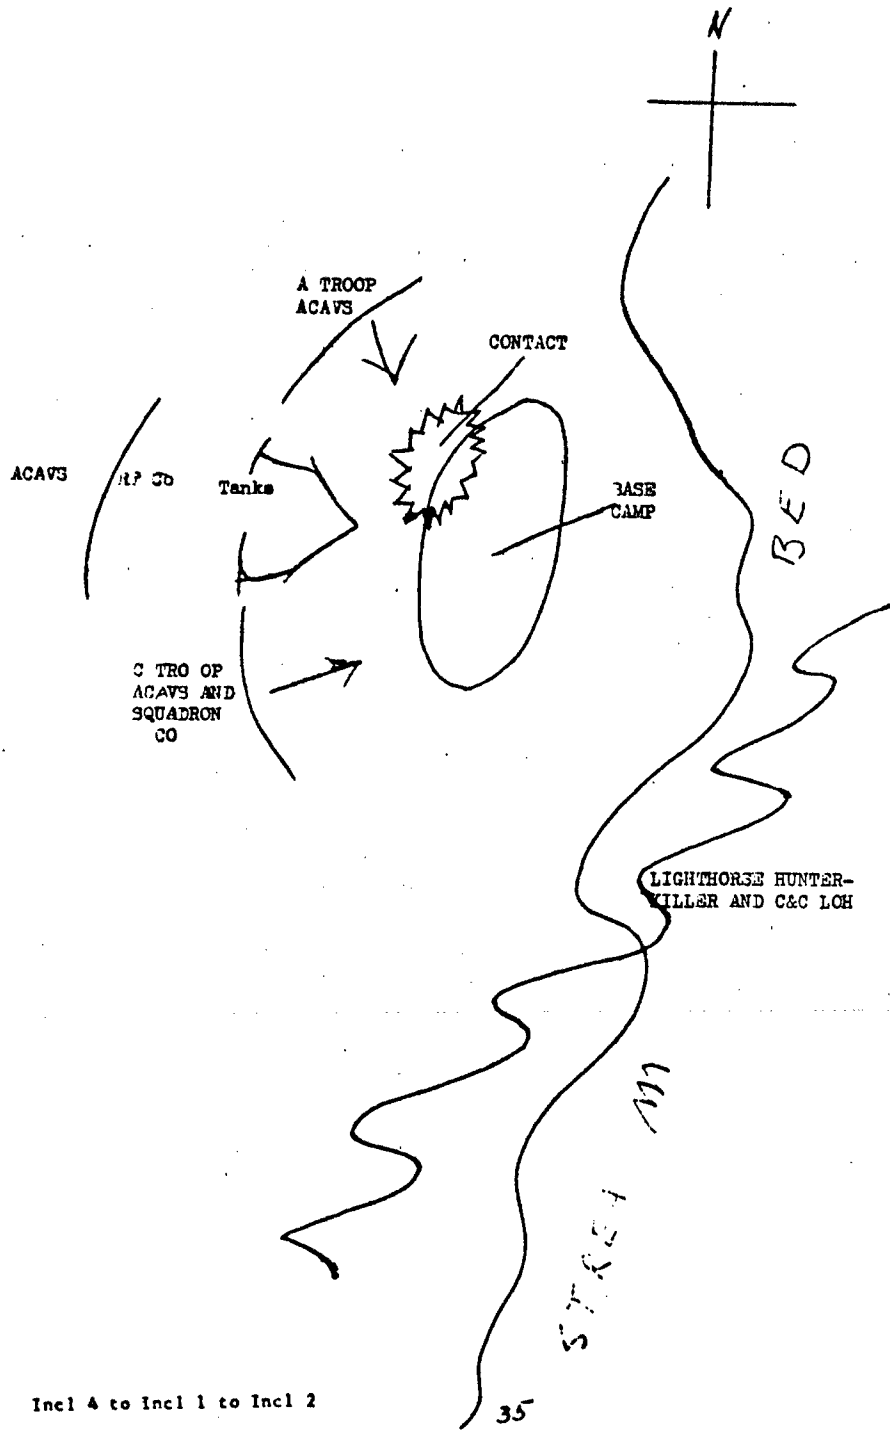 N
A TROOP
ACAVS
CONTACT
ACAVS
Tanks
BASE
CAMP
BED
C TRO OP
ACAVS AND
SQUADRON
CO
LIGHTHORSE HUNTER-
KILLER AND C&C LOH
STREAM
Incl 4 to Incl 1 to Incl 2
35